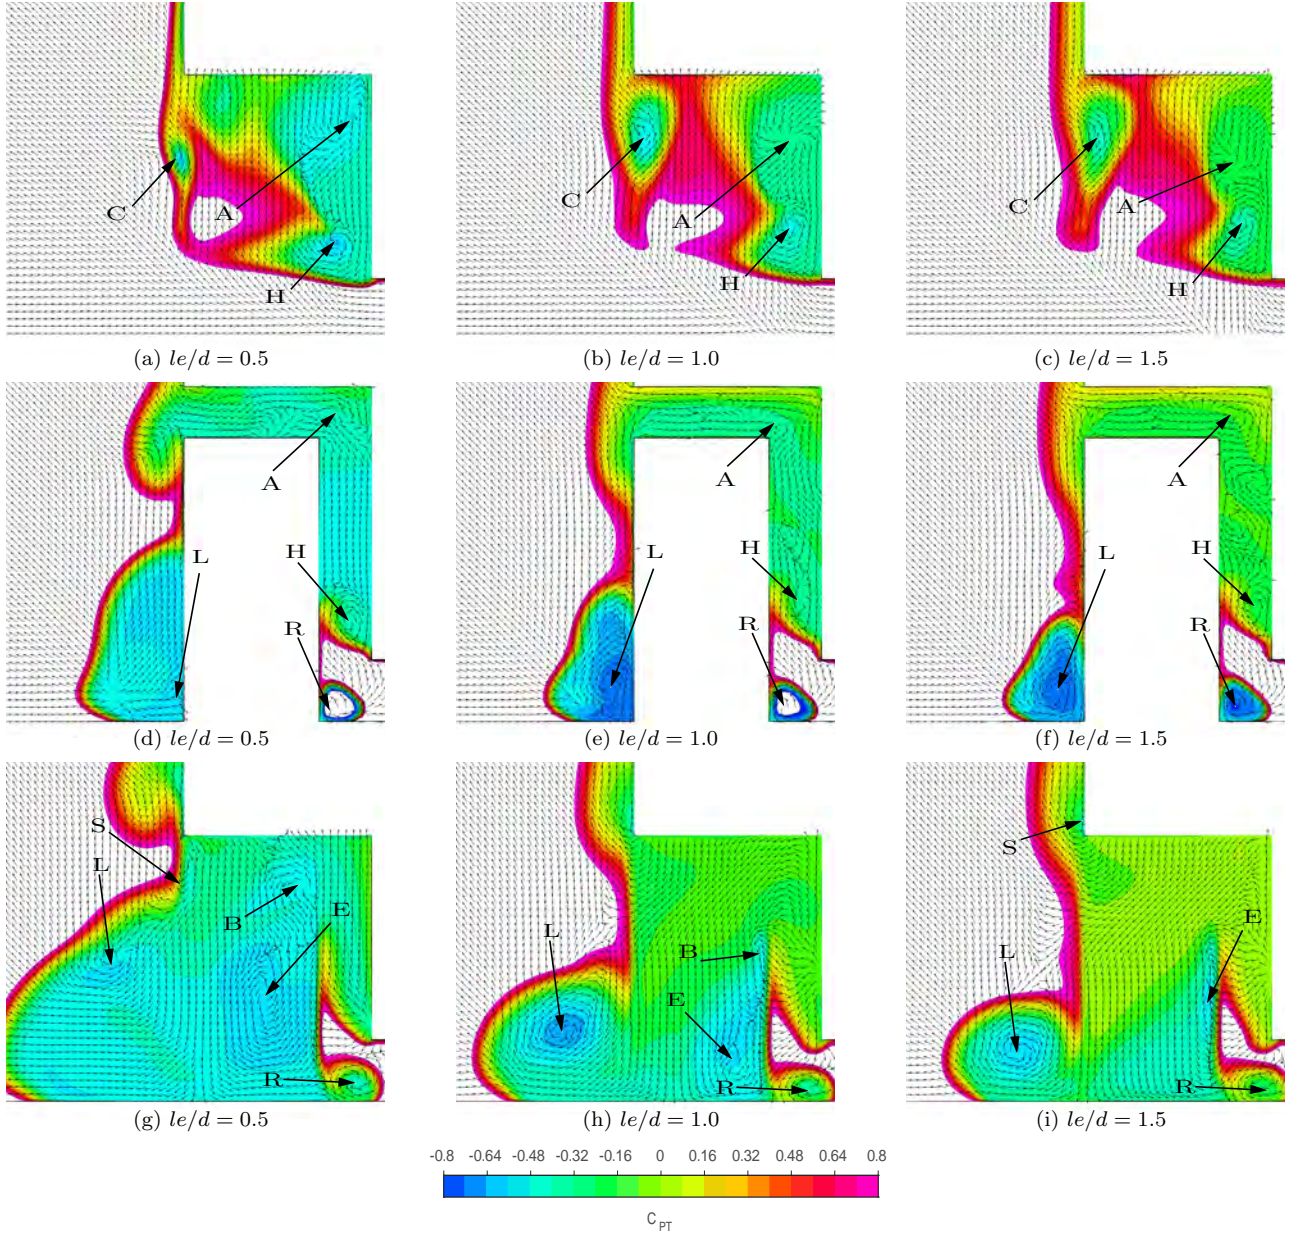 C
A
H
C
A
H
C
A
H
(a) le/d = 0.5
(b) le/d = 1.0
(c) le/d = 1.5
A
L
H
R
A
L
H
R
A
L
H
R
(d) le/d = 0.5
(e) le/d = 1.0
(f) le/d = 1.5
S
L
B
E
R
L
B
E
R
S
L
E
R
(g) le/d = 0.5
(h) le/d = 1.0
(i) le/d = 1.5
-0.8 -0.64 -0.48 -0.32 -0.16 0 0.16 0.32 0.48 0.64 0.8
C PT